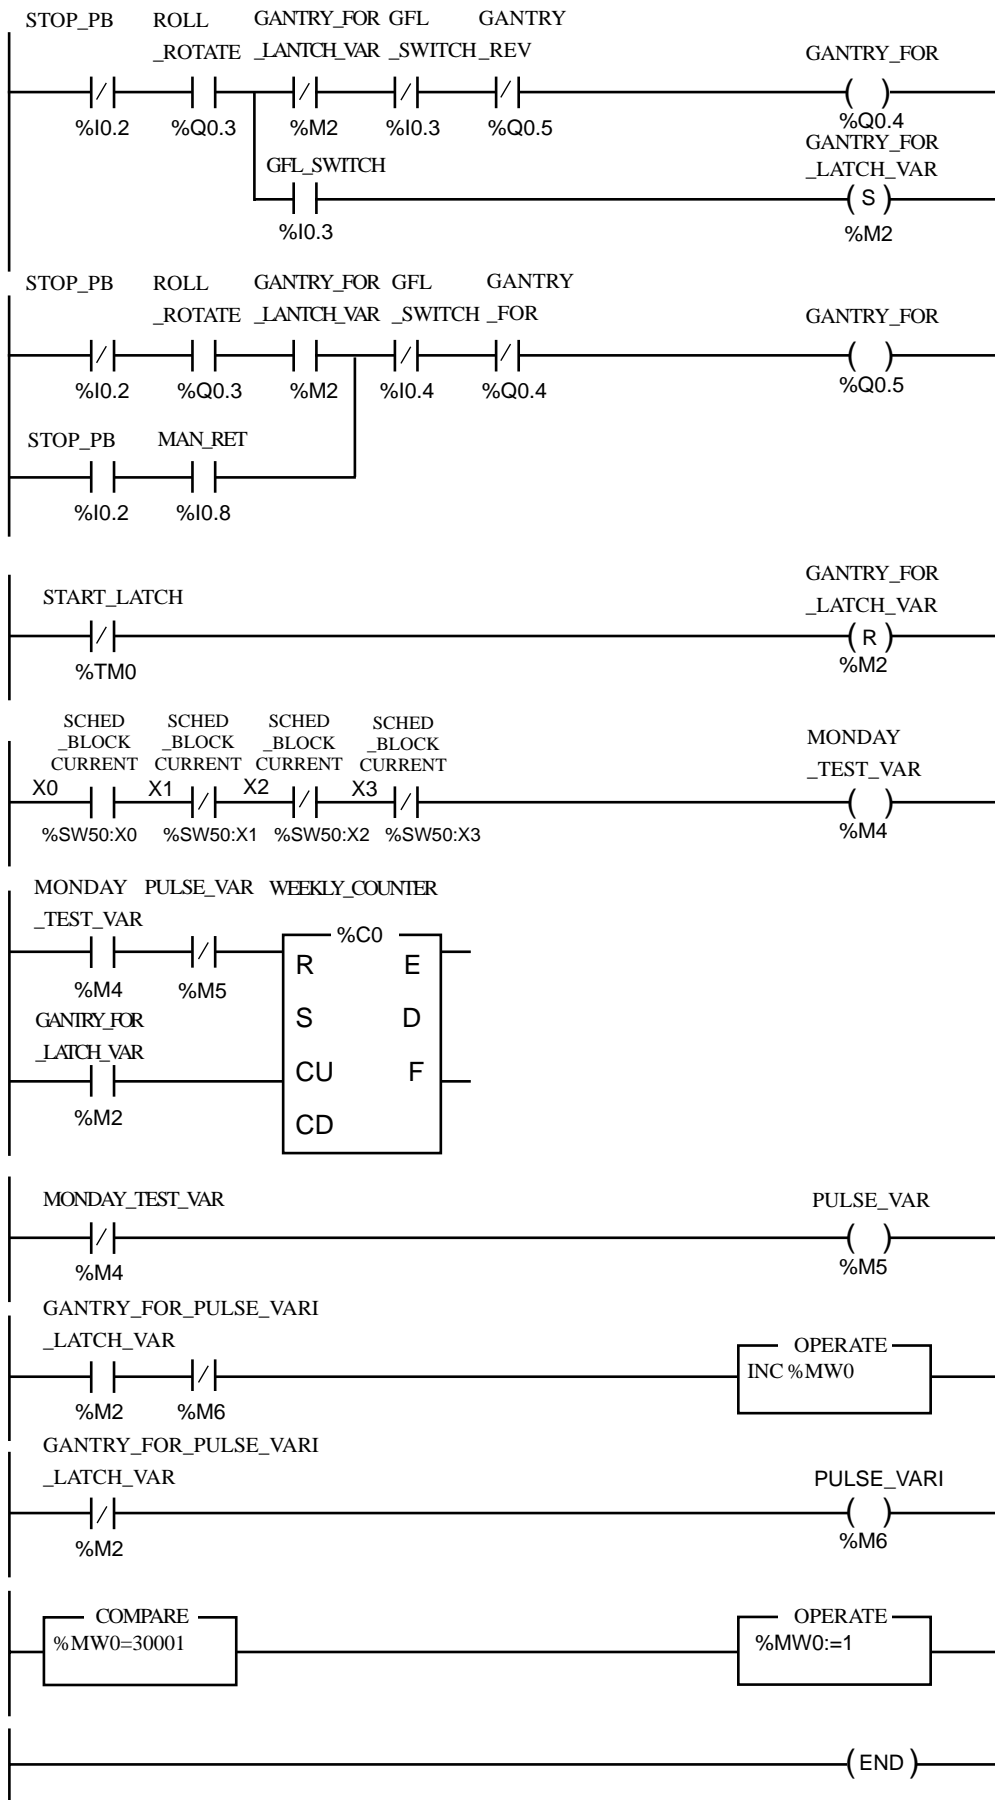 STOP_PB ROLL GANTRY_FOR GFL GANTRY
_ROTATE _LANTCH_VAR _SWITCH _REV GANTRY_FOR
%I0.2 %Q0.3 %M2 %I0.3 %Q0.5 ( ) %Q0.4
GFL_SWITCH GANTRY_FOR
_LATCH_VAR
(S)
%I0.3 %M2
STOP_PB ROLL GANTRY_FOR GFL GANTRY
_ROTATE _LANTCH_VAR _SWITCH _FOR GANTRY_FOR
( )
%I0.2 %Q0.3 %M2 %I0.4 %Q0.4 %Q0.5
STOP_PB MAN_RET
%I0.2 %I0.8
GANTRY_FOR
START_LATCH _LATCH_VAR
(R)
%TM0 %M2
SCHED SCHED SCHED SCHED
_BLOCK _BLOCK _BLOCK _BLOCK MONDAY
CURRENT CURRENT CURRENT CURRENT _TEST_VAR
X0 X1 X2 X3 ( )
%SW50:X0 %SW50:X1 %SW50:X2 %SW50:X3 %M4
MONDAY PULSE_VAR WEEKLY_COUNTER
_TEST_VAR
%C0
R E
%M4 %M5
GANTRY_FOR S D
_LATCH_VAR
CU F
%M2 CD
MONDAY_TEST_VAR PULSE_VAR
( )
%M4 %M5
GANTRY_FOR_PULSE_VARI
_LATCH_VAR OPERATE
INC %MW0
%M2 %M6
GANTRY_FOR_PULSE_VARI
_LATCH_VAR PULSE_VARI
( )
%M2 %M6
COMPARE OPERATE
%MW0=30001 %MW0:=1
(END)